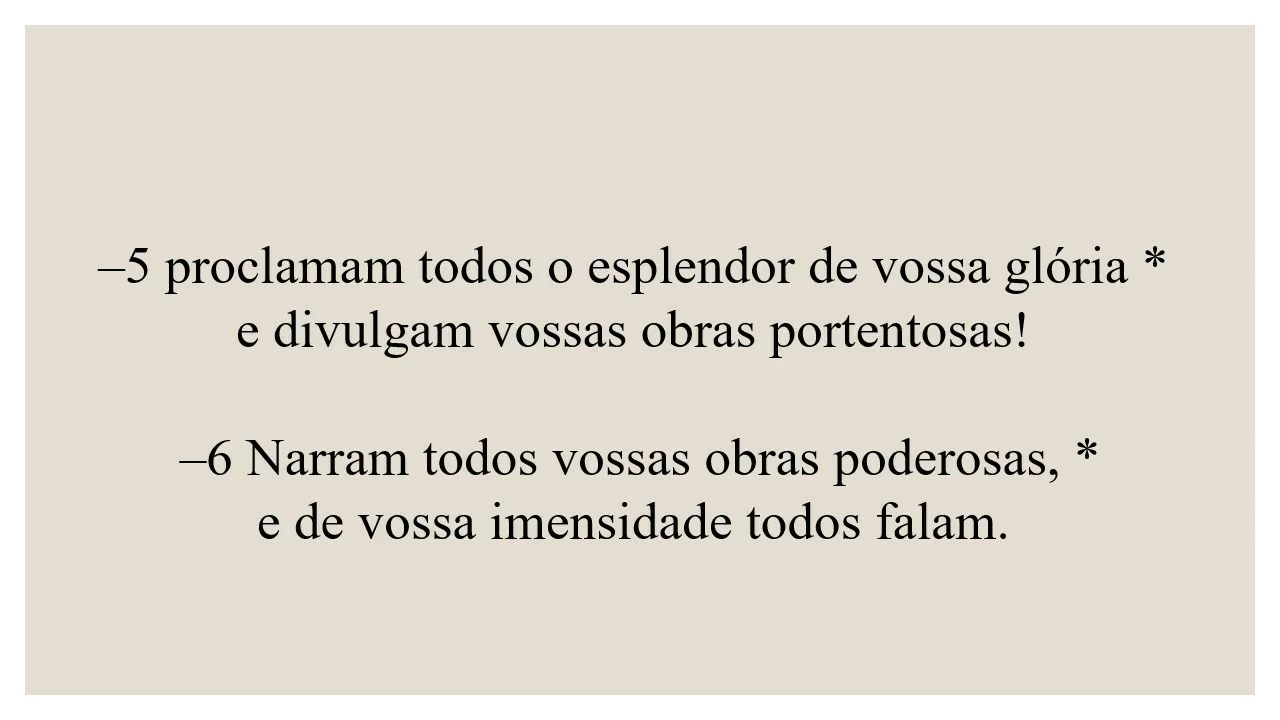 –5 proclamam todos o esplendor de vossa glória *
e divulgam vossas obras portentosas!
–6 Narram todos vossas obras poderosas, *
e de vossa imensidade todos falam.